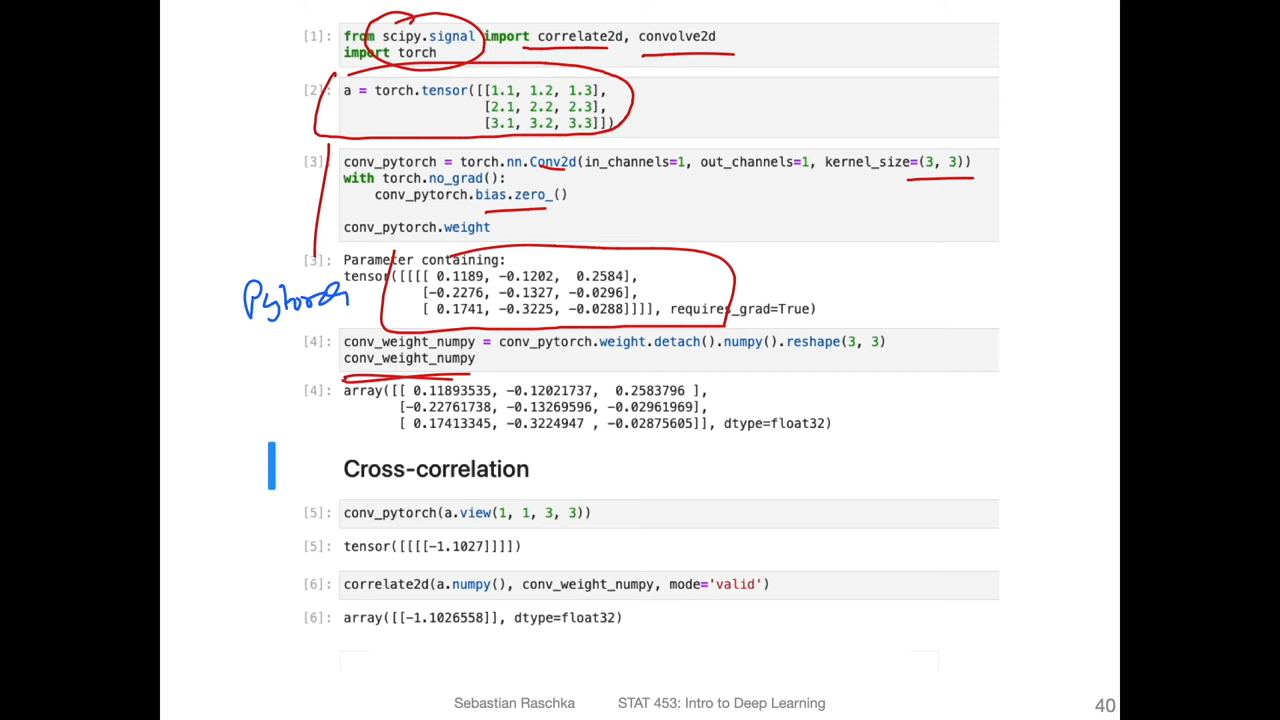 [1]: from scipy.signal import correlate2d, convolve2d
import torch
[2]: a = torch.tensor([[1.1, 1.2, 1.3],
[2.1, 2.2, 2.3],
[3.1, 3.2, 3.3]])
[3]: conv_pytorch = torch.nn.Conv2d(in_channels=1, out_channels=1, kernel_size=(3, 3))
with torch.no_grad():
conv_pytorch.bias.zero_()
conv_pytorch.weight
[3]: Parameter containing:
tensor([[[[ 0.1189, -0.1202, 0.2584],
[-0.2276, -0.1327, -0.0296],
[ 0.1741, -0.3225, -0.0288]]]], requires_grad=True)
Pytorch
[4]: conv_weight_numpy = conv_pytorch.weight.detach().numpy().reshape(3, 3)
conv_weight_numpy
[4]: array([[ 0.11893535, -0.12021737, 0.2583796 ],
[-0.22761738, -0.13269596, -0.02961969],
[ 0.17413345, -0.3224947 , -0.02875605]], dtype=float32)
Cross-correlation
[5]: conv_pytorch(a.view(1, 1, 3, 3))
[5]: tensor([[[[-1.1027]]]])
[6]: correlate2d(a.numpy(), conv_weight_numpy, mode='valid')
[6]: array([[-1.1026558]], dtype=float32)
Sebastian Raschka STAT 453: Intro to Deep Learning 40